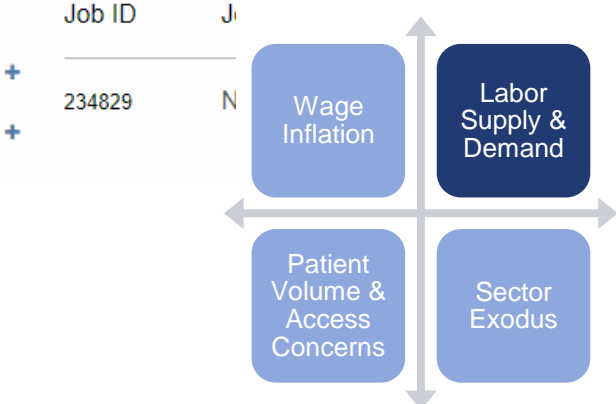 Job ID
234829
N
Wage
Inflation
Labor
Supply &
Demand
Patient
Volume &
Access
Concerns
Sector
Exodus